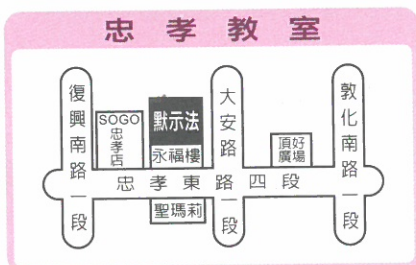 忠孝教室
復興南路一段
SOGO
忠孝店
默示法
永福樓
大安路一段
頂好
廣場
敦化南路一段
忠孝東路四段
聖瑪莉